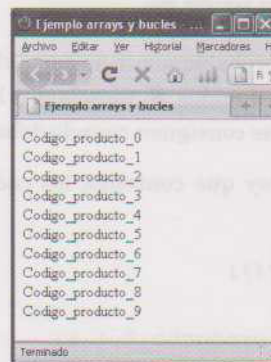 Ejemplo arrays y bucles
Archivo Editar Ver Historial Marcadores
Ejemplo arrays y bucles
Codigo_producto_0
Codigo_producto_1
Codigo_producto_2
Codigo_producto_3
Codigo_producto_4
Codigo_producto_5
Codigo_producto_6
Codigo_producto_7
Codigo_producto_8
Codigo_producto_9
Terminado